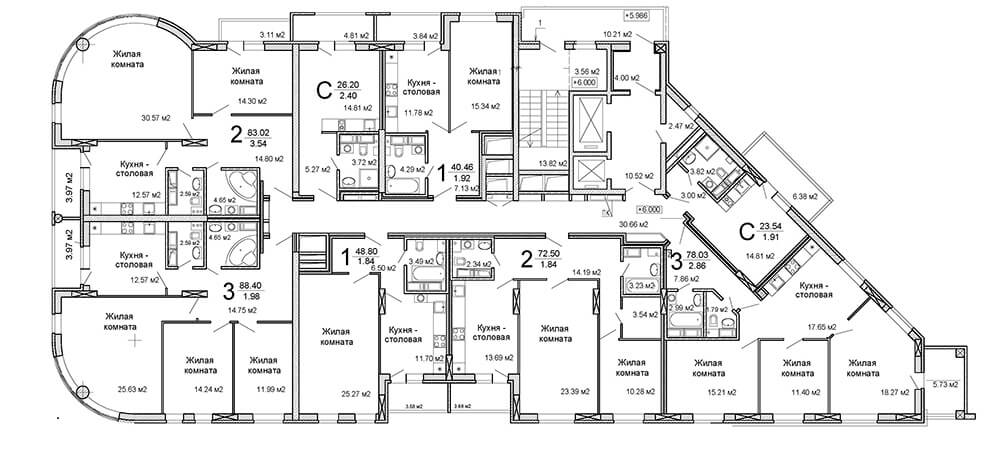 3.11 м2
4.81 м2
3.64 м2
1
+5.986
10.21 м2
Жилая
комната
30.57 м2
Жилая
комната
14.30 м2
С 26.20
2.40
14.81 м2
Кухня -
столовая
11.78 м2
Жилая
комната
15.34 м2
3.56 м2
+6.000
4.00 м2
2.47 м2
2 83.02
3.54
14.80 м2
Кухня -
столовая
12.57 м2
3.97 м2
2.59 м2
4.65 м2
5.27 м2
3.72 м2
4.29 м2
1 40.46
1.92
7.13 м2
13.82 м2
10.52 м2
3.82 м2
3.00 м2
6.38 м2
+6.000
30.66 м2
С 23.54
1.91
14.81 м2
3.97 м2
Кухня -
столовая
12.57 м2
2.59 м2
4.65 м2
3 88.40
1.98
14.75 м2
1 48.80
1.84
6.50 м2
3.49 м2
2.34 м2
2 72.50
1.84
14.19 м2
3.23 м2
3.54 м2
3 78.03
2.86
7.86 м2
2.99 м2
1.79 м2
Кухня -
столовая
17.65 м2
Жилая
комната
25.63 м2
Жилая
комната
14.24 м2
Жилая
комната
11.99 м2
Жилая
комната
25.27 м2
Кухня -
столовая
11.70 м2
Кухня -
столовая
13.69 м2
Жилая
комната
23.39 м2
Жилая
комната
10.28 м2
Жилая
комната
15.21 м2
Жилая
комната
11.40 м2
Жилая
комната
18.27 м2
5.73 м2
3.68 м2